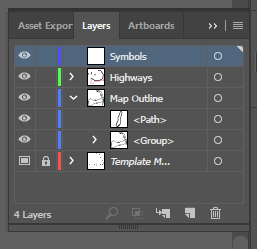 Asset Expor Layers Artboards
Symbols
Highways
Map Outline
<Path>
<Group>
Template M...
4 Layers